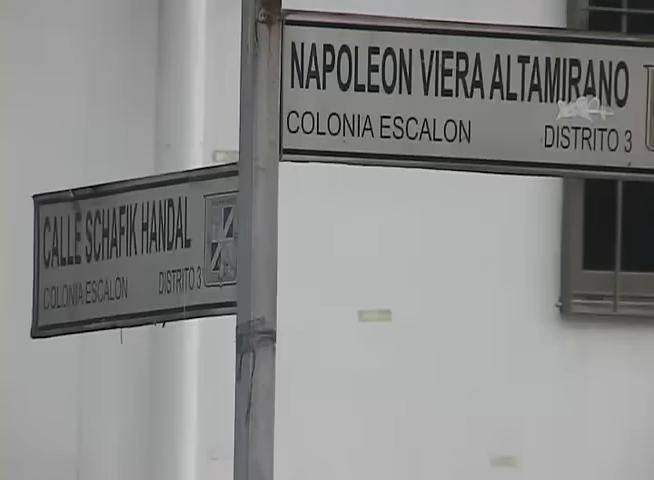 NAPOLEON VIERA ALTAMIRANO
COLONIA ESCALON DISTRITO 3
CALLE SCHAFIK HANDAL
COLONIA ESCALON DISTRITO 3